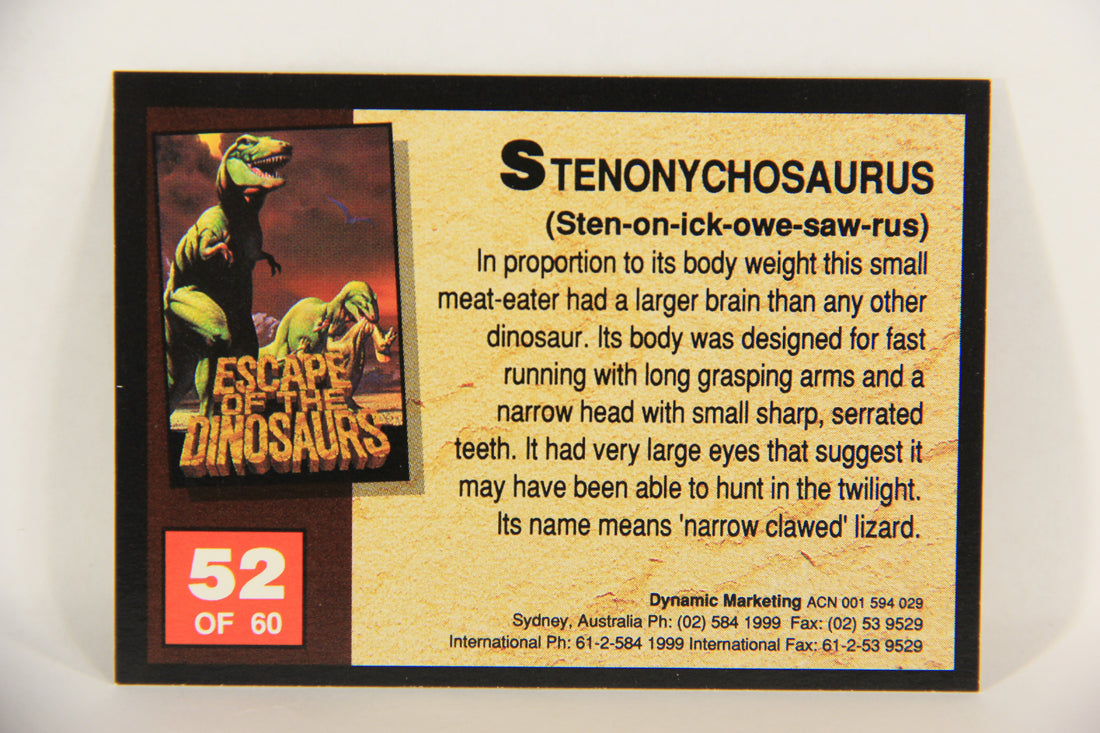 STENONYCHOSAURUS
(Sten-on-ick-owe-saw-rus)
In proportion to its body weight this small
meat-eater had a larger brain than any other
dinosaur. Its body was designed for fast
running with long grasping arms and a
narrow head with small sharp, serrated
teeth. It had very large eyes that suggest it
may have been able to hunt in the twilight.
Its name means 'narrow clawed' lizard.
ESCAPE
OF THE
DINOSAURS
52
OF 60
Dynamic Marketing ACN 001 594 029
Sydney, Australia Ph: (02) 584 1999 Fax: (02) 53 9529
International Ph: 61-2-584 1999 International Fax: 61-2-53 9529